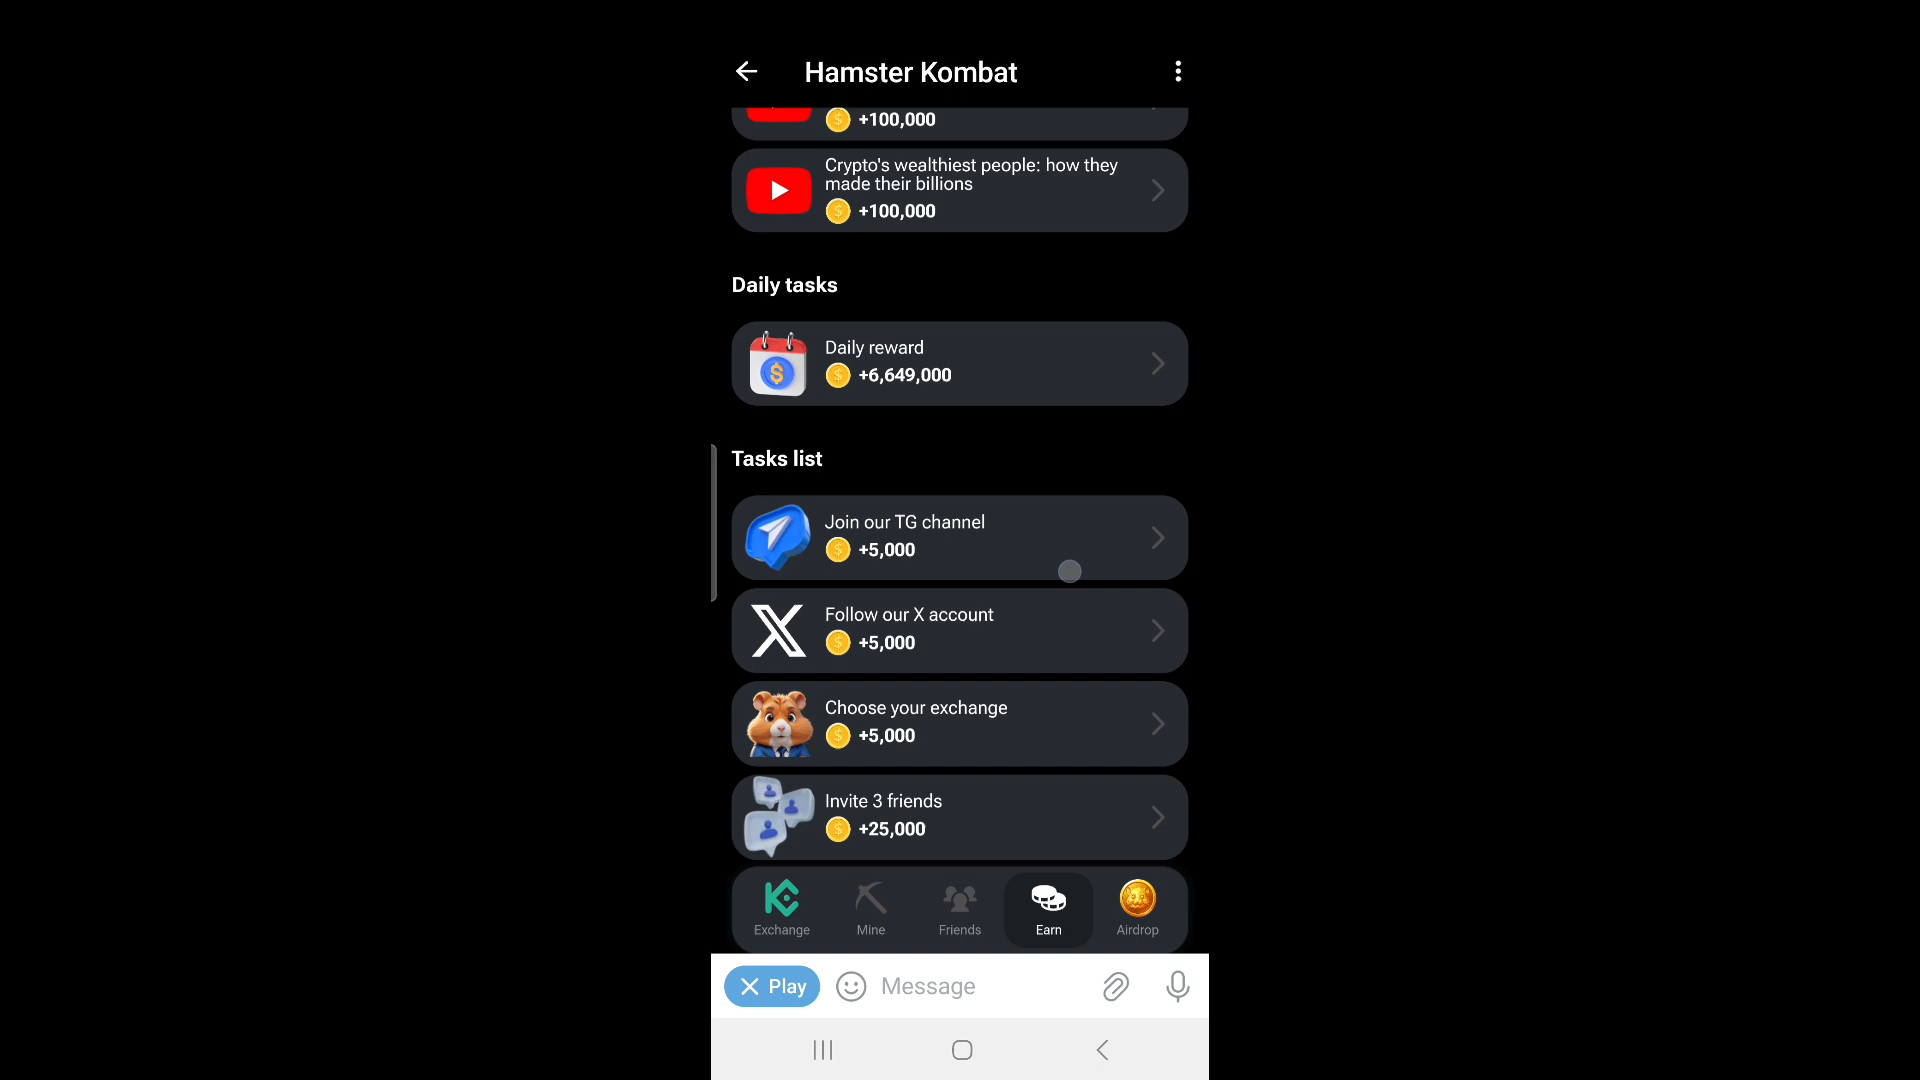 Hamster Kombat
+100,000
Crypto's wealthiest people: how they
made their billions
+100,000
Daily tasks
Daily reward
+6,649,000
Tasks list
Join our TG channel
+5,000
Follow our X account
+5,000
Choose your exchange
+5,000
Invite 3 friends
+25,000
Exchange Mine Friends Earn Airdrop
Play Message